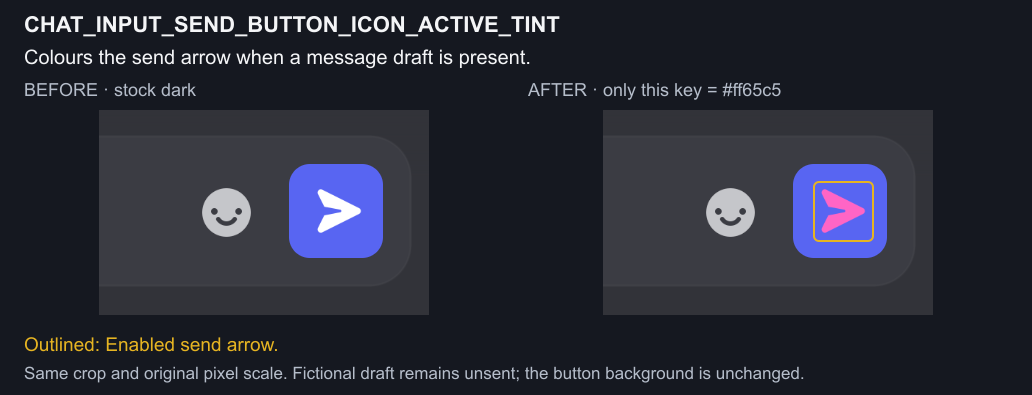 CHAT_INPUT_SEND_BUTTON_ICON_ACTIVE_TINT
Colours the send arrow when a message draft is present.
BEFORE · stock dark
AFTER · only this key = #ff65c5
Outlined: Enabled send arrow.
Same crop and original pixel scale. Fictional draft remains unsent; the button background is unchanged.